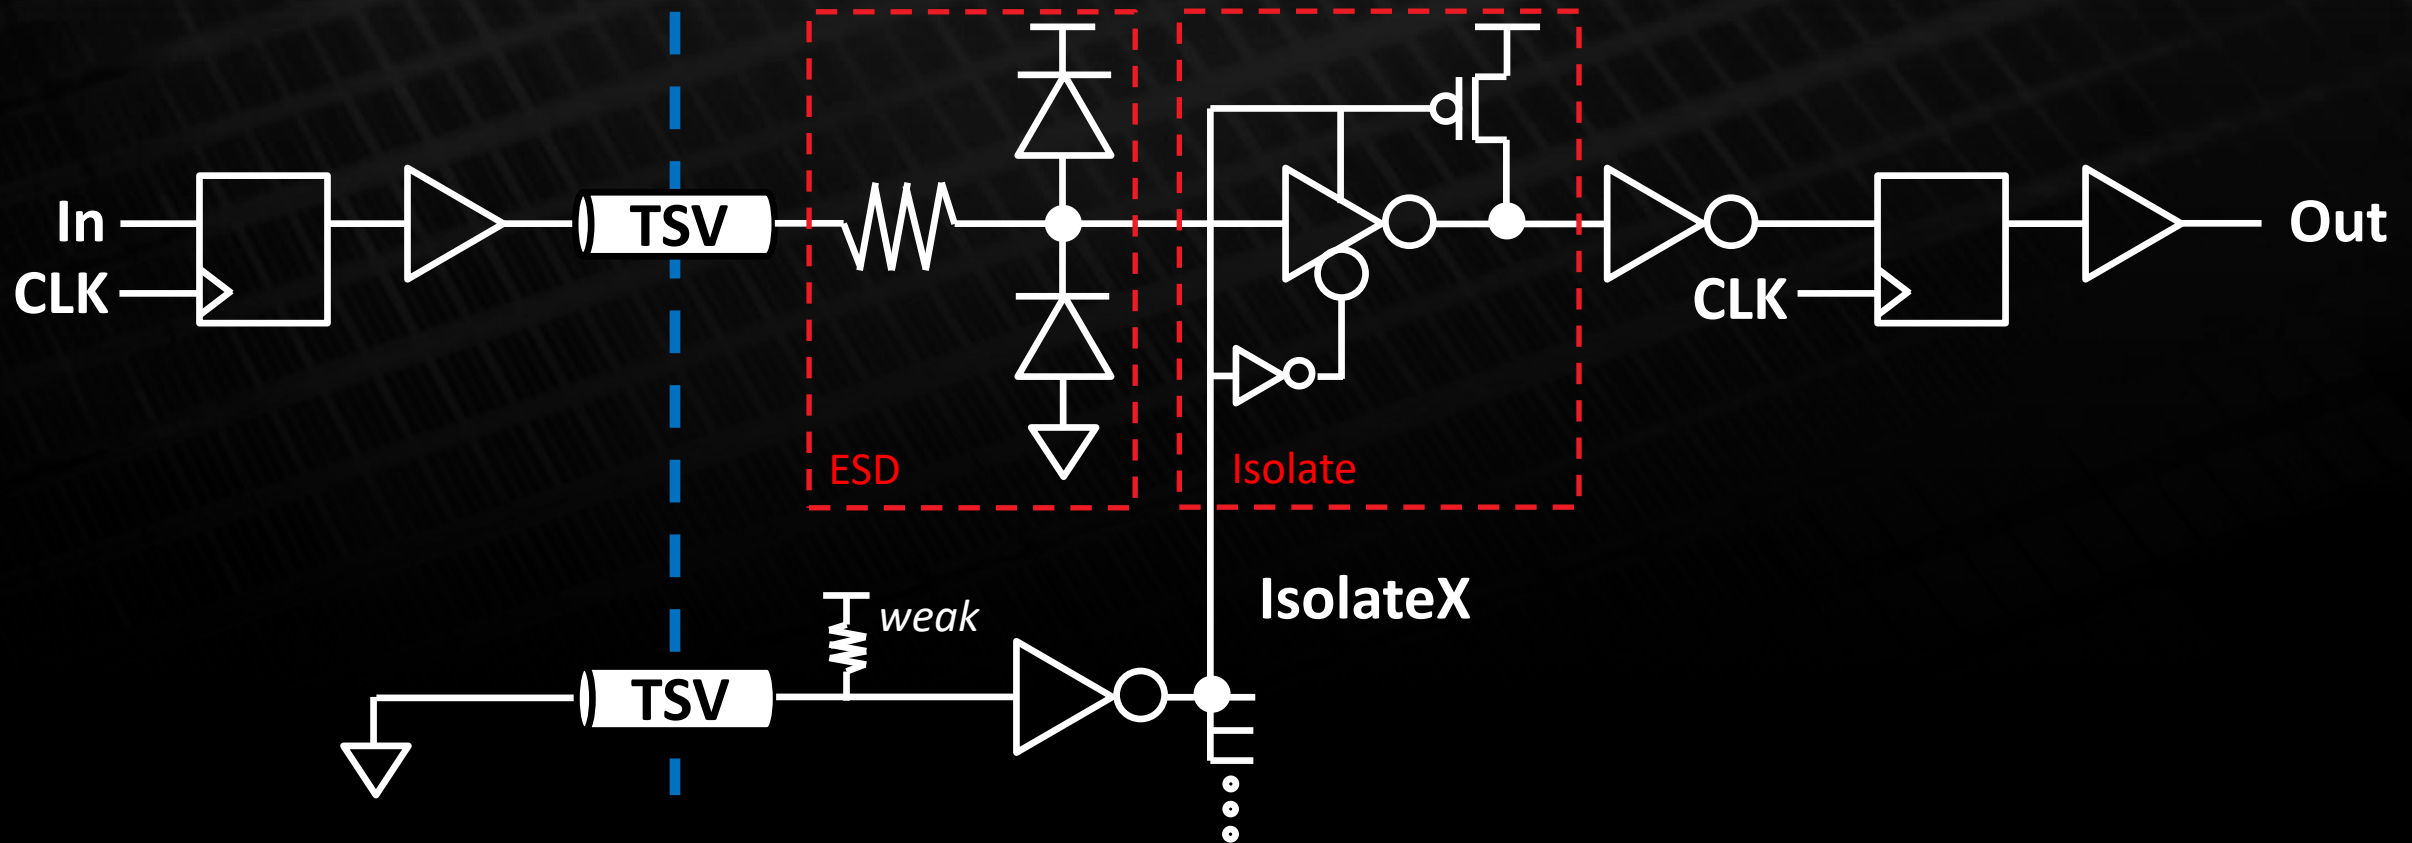 In
CLK
TSV
ESD
Isolate
CLK
Out
IsolateX
weak
TSV